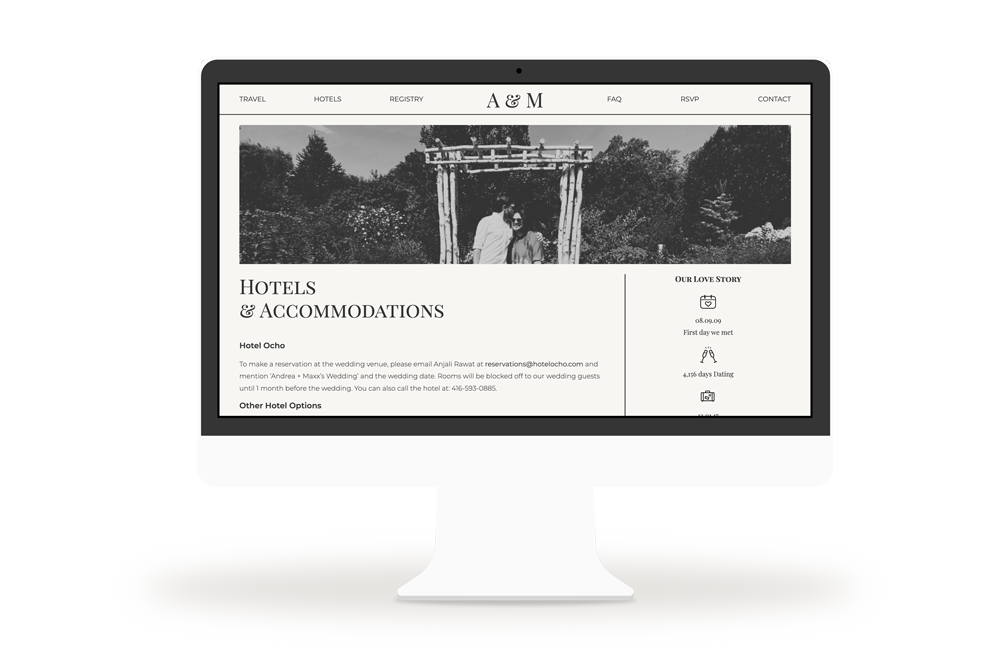 TRAVEL HOTELS REGISTRY A & M FAQ RSVP CONTACT
HOTELS
& ACCOMMODATIONS
Hotel Ocho
To make a reservation at the wedding venue, please email Anjali Rawat at reservations@hotelocho.com and
mention ‘Andrea + Maxx's Wedding’ and the wedding date. Rooms will be blocked off to our wedding guests
until 1 month before the wedding. You can also call the hotel at: 416-593-0885.
Other Hotel Options
OUR LOVE STORY
08.09.09
First day we met
4,156 days Dating